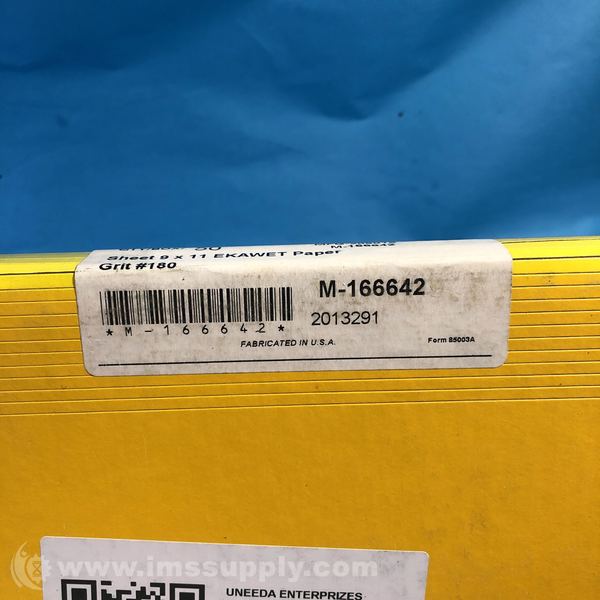 M-166642
Sheet 9 x 11 EKAWET Paper
Grit #180
M-166642
*M-166642*
2013291
FABRICATED IN U.S.A.
Form 85003A
www.imssupply.com
UNEEDA ENTERPRIZES